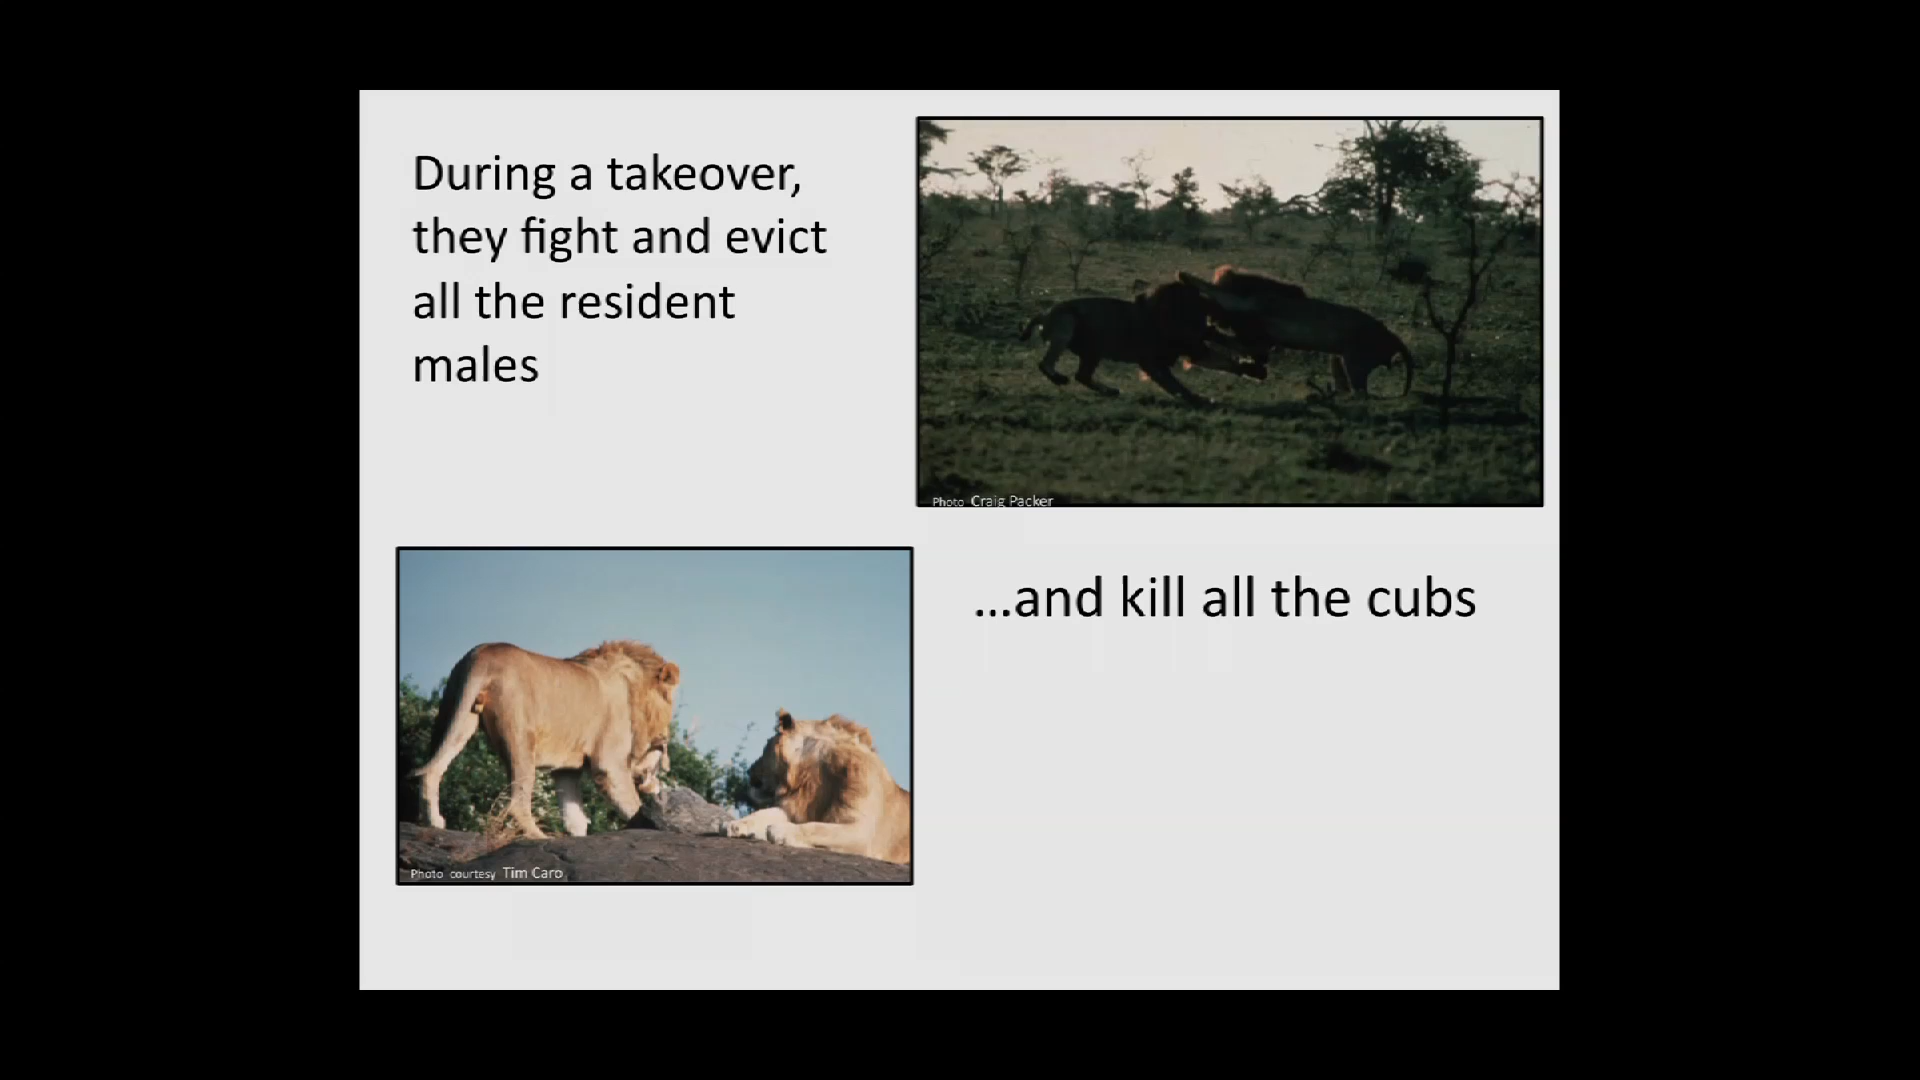 During a takeover,
they fight and evict
all the resident
males
Photo Craig Packer
...and kill all the cubs
Photo courtesy Tim Caro